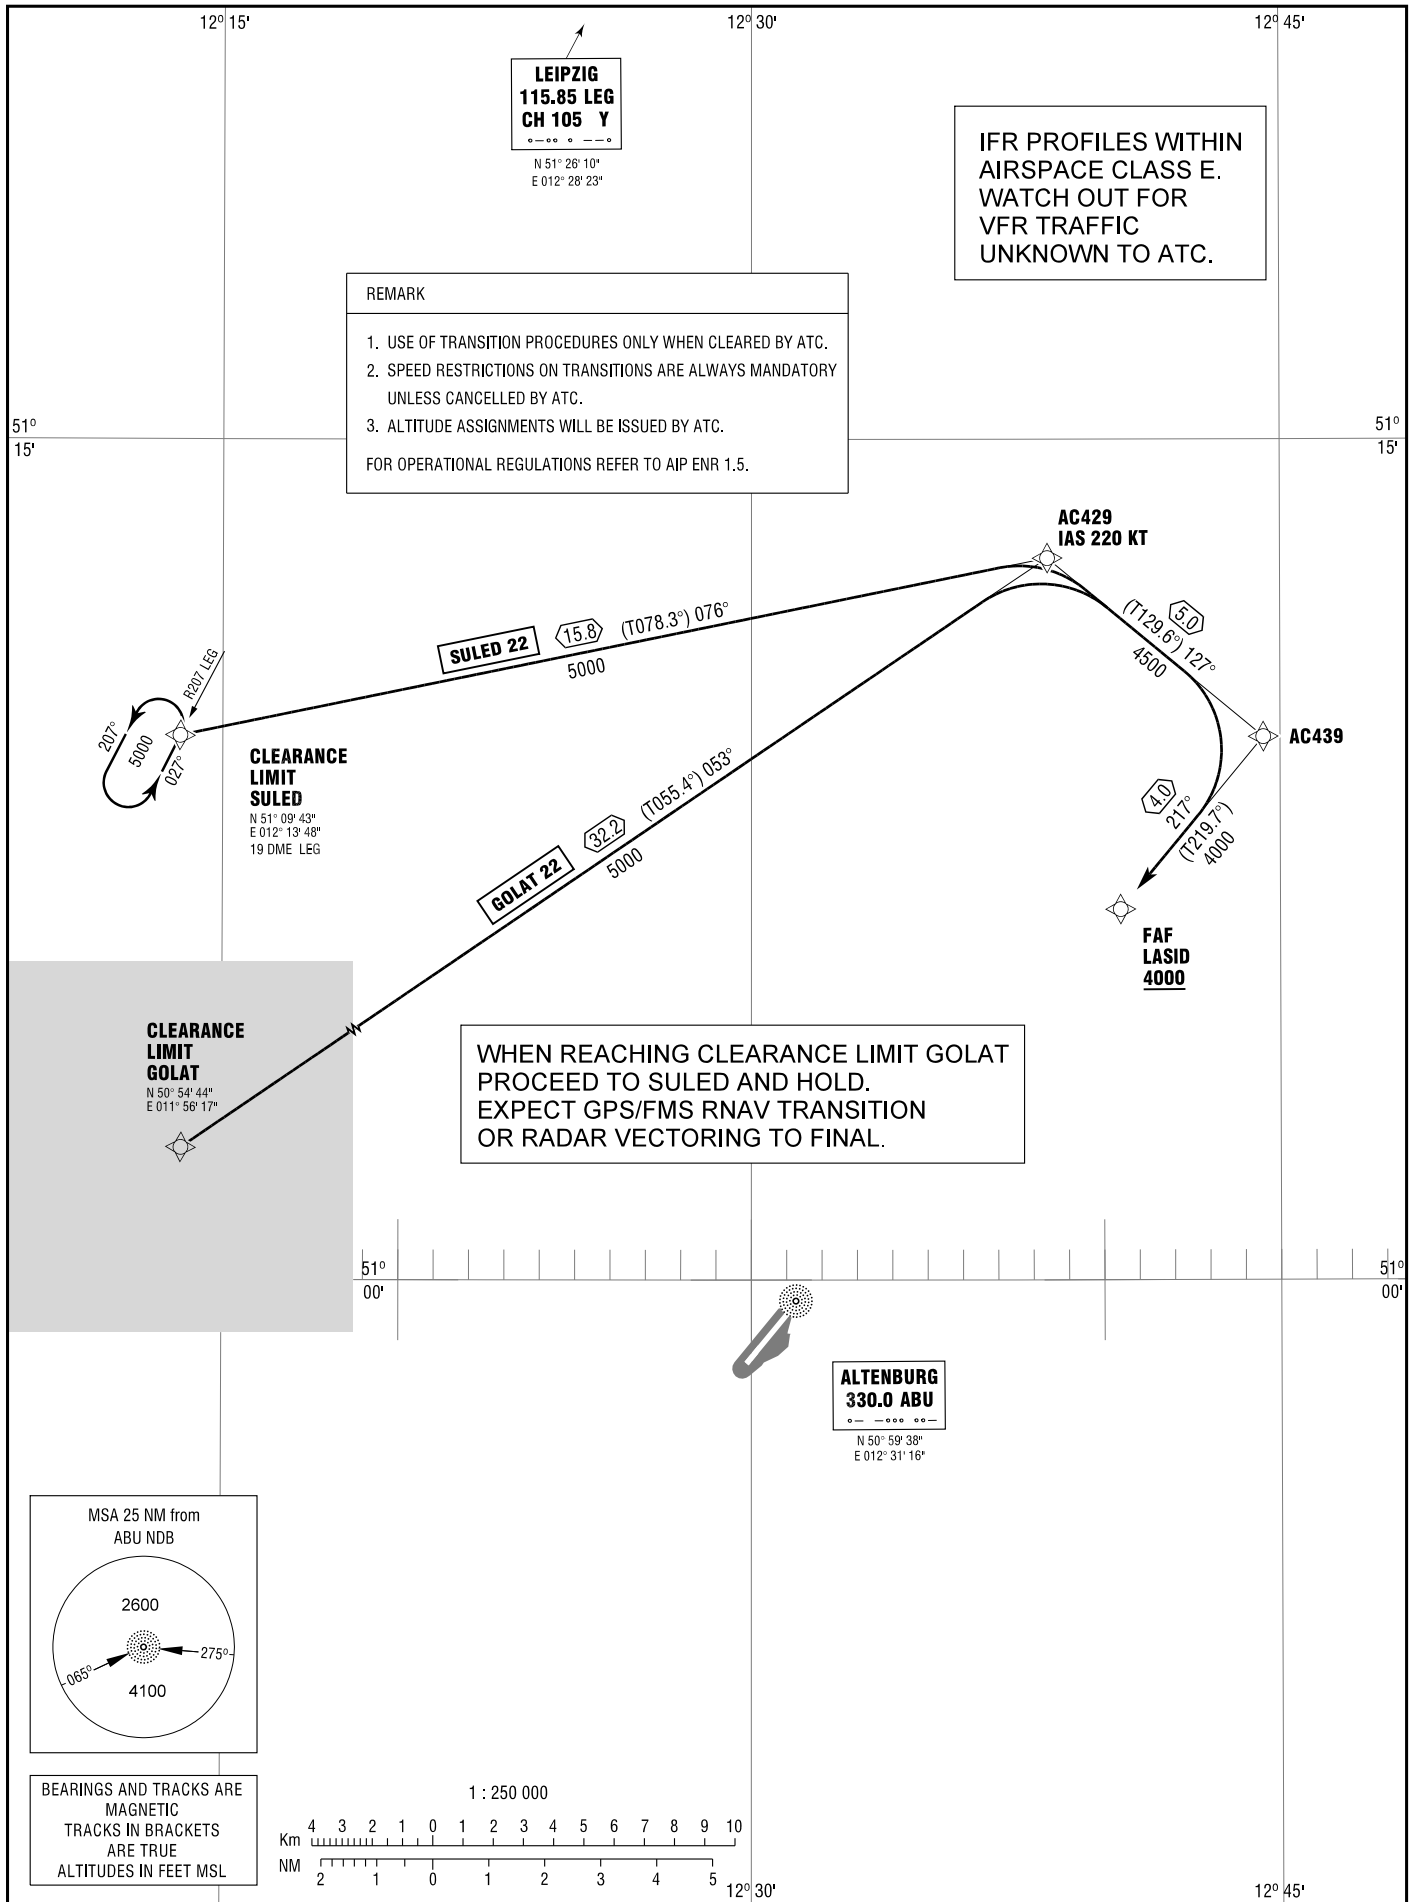 12º 15'
12º 30'
12º 45'
LEIPZIG
115.85 LEG
CH 105 Y
N 51° 26' 10"
E 012° 28' 23"
IFR PROFILES WITHIN
AIRSPACE CLASS E.
WATCH OUT FOR
VFR TRAFFIC
UNKNOWN TO ATC.
REMARK
1. USE OF TRANSITION PROCEDURES ONLY WHEN CLEARED BY ATC.
2. SPEED RESTRICTIONS ON TRANSITIONS ARE ALWAYS MANDATORY
UNLESS CANCELLED BY ATC.
3. ALTITUDE ASSIGNMENTS WILL BE ISSUED BY ATC.
FOR OPERATIONAL REGULATIONS REFER TO AIP ENR 1.5.
51º
15'
51º
15'
AC429
IAS 220 KT
SULED 22
15.8
(T078.3°) 076°
5000
5.0
(T129.6°) 127°
4500
R207 LEG
207°
5000
027°
CLEARANCE
LIMIT
SULED
N 51° 09' 43"
E 012° 13' 48"
19 DME LEG
AC439
GOLAT 22
32.2
(T055.4°) 053°
5000
4.0
217°
(T219.7°)
4000
FAF
LASID
4000
CLEARANCE
LIMIT
GOLAT
N 50° 54' 44"
E 011° 56' 17"
WHEN REACHING CLEARANCE LIMIT GOLAT
PROCEED TO SULED AND HOLD.
EXPECT GPS/FMS RNAV TRANSITION
OR RADAR VECTORING TO FINAL.
51º
00'
51º
00'
ALTENBURG
330.0 ABU
N 50° 59' 38"
E 012° 31' 16"
MSA 25 NM from
ABU NDB
2600
065º
275º
4100
BEARINGS AND TRACKS ARE
MAGNETIC
TRACKS IN BRACKETS
ARE TRUE
ALTITUDES IN FEET MSL
1 : 250 000
Km 4 3 2 1 0 1 2 3 4 5 6 7 8 9 10
NM 2 1 0 1 2 3 4 5
12º 30'
12º 45'